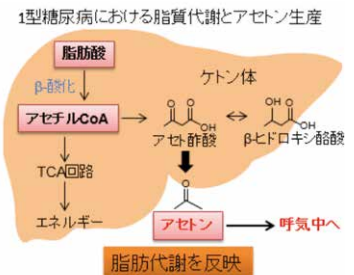 1型糖尿病における脂質代謝とアセトン生産
脂肪酸
β-酸化
ケトン体
アセチルCoA
O O
OH
アセト酢酸
OH O
OH
β-ヒドロキシ酪酸
TCA回路
O
エネルギー
アセトン
呼気中へ
脂肪代謝を反映